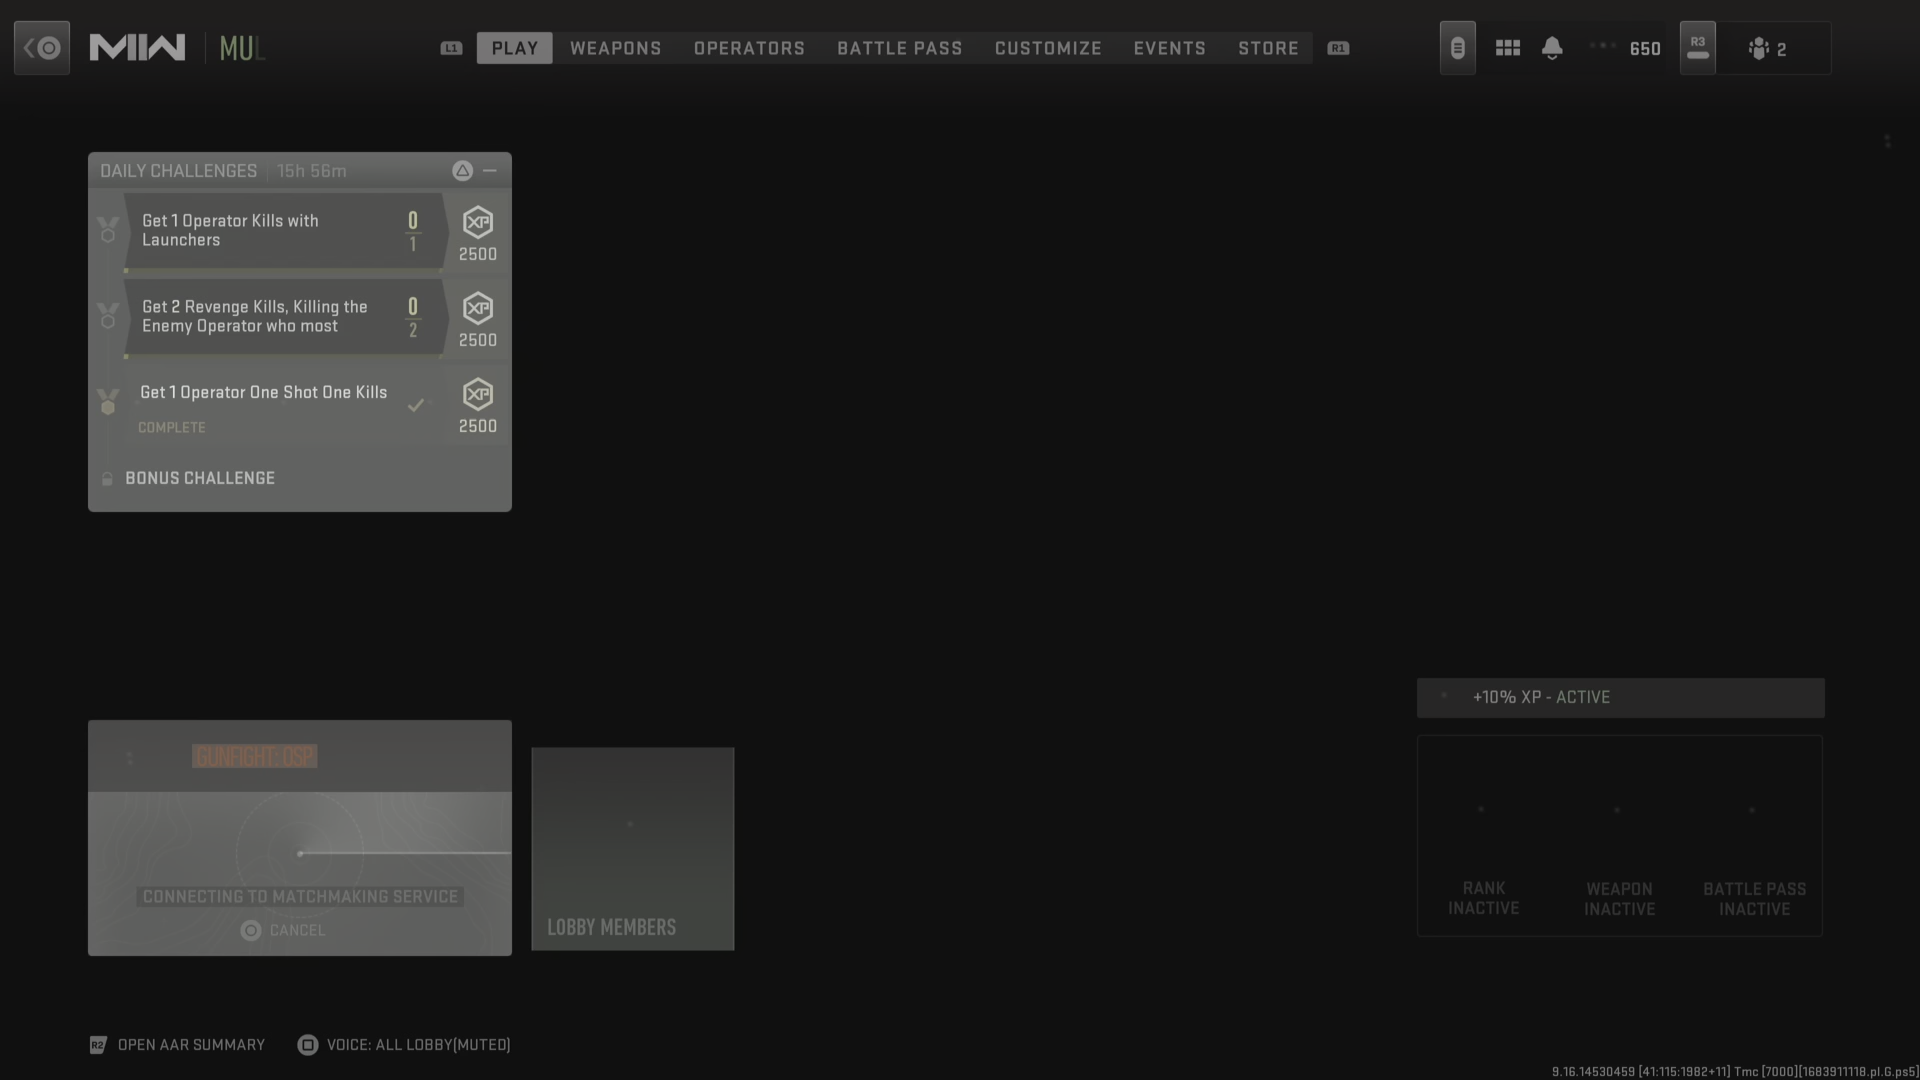 MW MUL
L1 PLAY WEAPONS OPERATORS BATTLE PASS CUSTOMIZE EVENTS STORE R1
650
R3
2
DAILY CHALLENGES 15h 56m
Get 1 Operator Kills with
Launchers
0
1
XP
2500
Get 2 Revenge Kills, Killing the
Enemy Operator who most
0
2
XP
2500
Get 1 Operator One Shot One Kills
COMPLETE
XP
2500
BONUS CHALLENGE
+10% XP - ACTIVE
GUNFIGHT: OSP
CONNECTING TO MATCHMAKING SERVICE
CANCEL
LOBBY MEMBERS
RANK
INACTIVE
WEAPON
INACTIVE
BATTLE PASS
INACTIVE
R2 OPEN AAR SUMMARY
VOICE: ALL LOBBY(MUTED)
9.16.14530459 [41:115:1982+11] Tmc [7000][1683911118.pl.G.ps5]